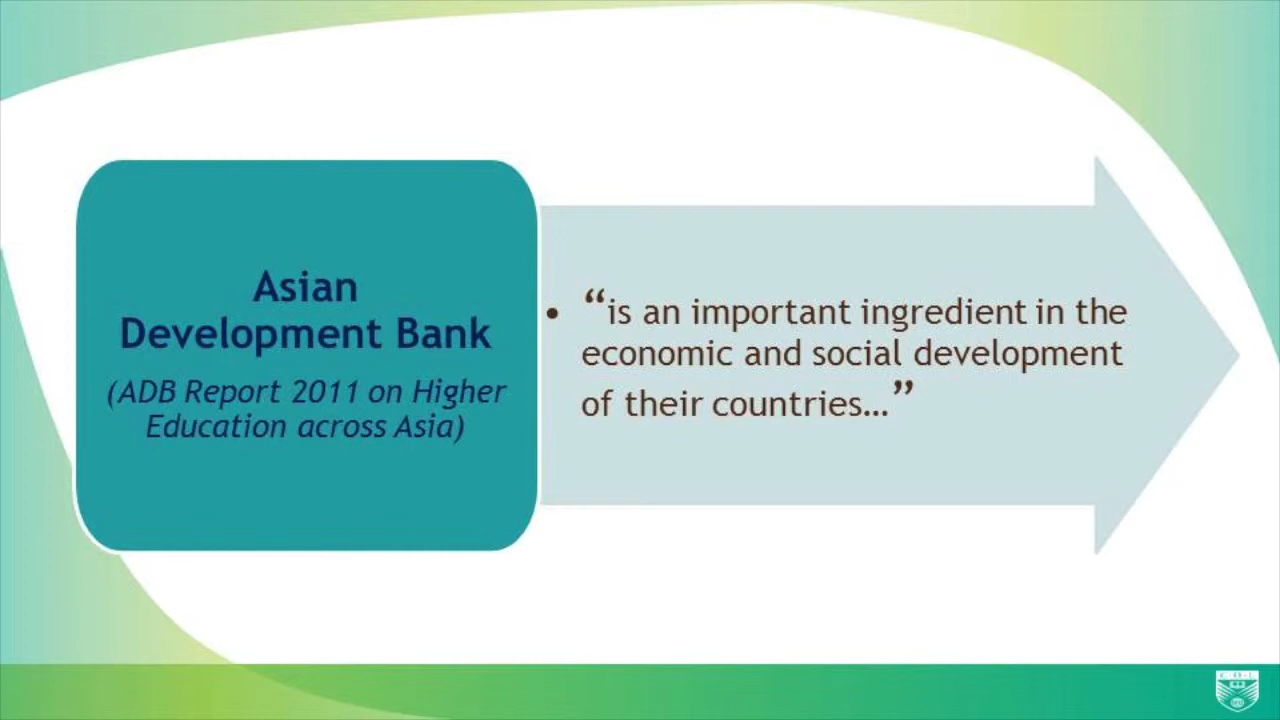 Asian
Development Bank
(ADB Report 2011 on Higher
Education across Asia)
• “is an important ingredient in the
economic and social development
of their countries…”